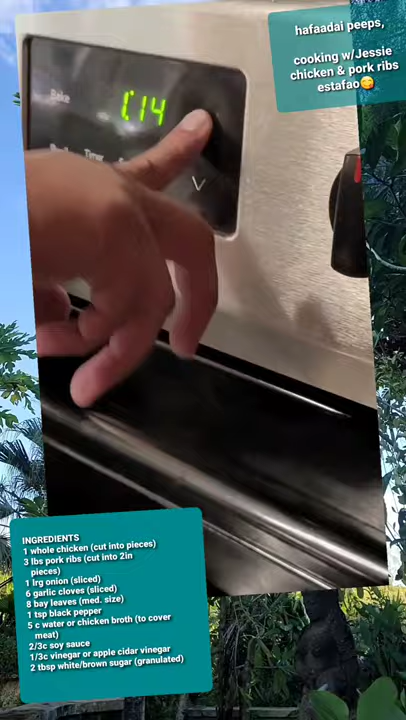 hafaadai peeps,
cooking w/Jessie
chicken & pork ribs
estafao😋
Bake
Timer
INGREDIENTS
1 whole chicken (cut into pieces)
3 lbs pork ribs (cut into 2in
pieces)
1 lrg onion (sliced)
6 garlic cloves (sliced)
8 bay leaves (med. size)
1 tsp black pepper
5 c water or chicken broth (to cover
meat)
2/3c soy sauce
1/3c vinegar or apple cidar vinegar
2 tbsp white/brown sugar (granulated)